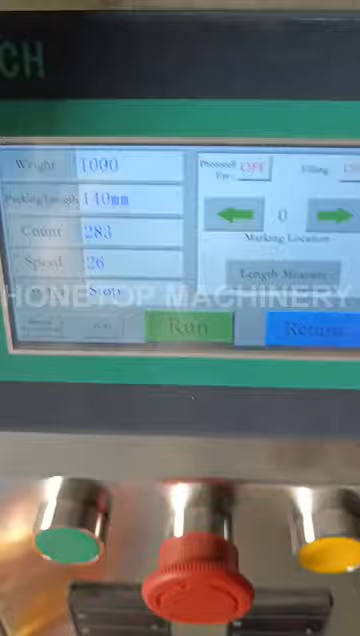 CH
Weight 1000
Packing Length 140mm
Count 283
Speed 26
Stop
Photocell Eye: OFF
Filling:
0
Marking Location
Length Measure
HONETOP MACHINERY
Run
Return